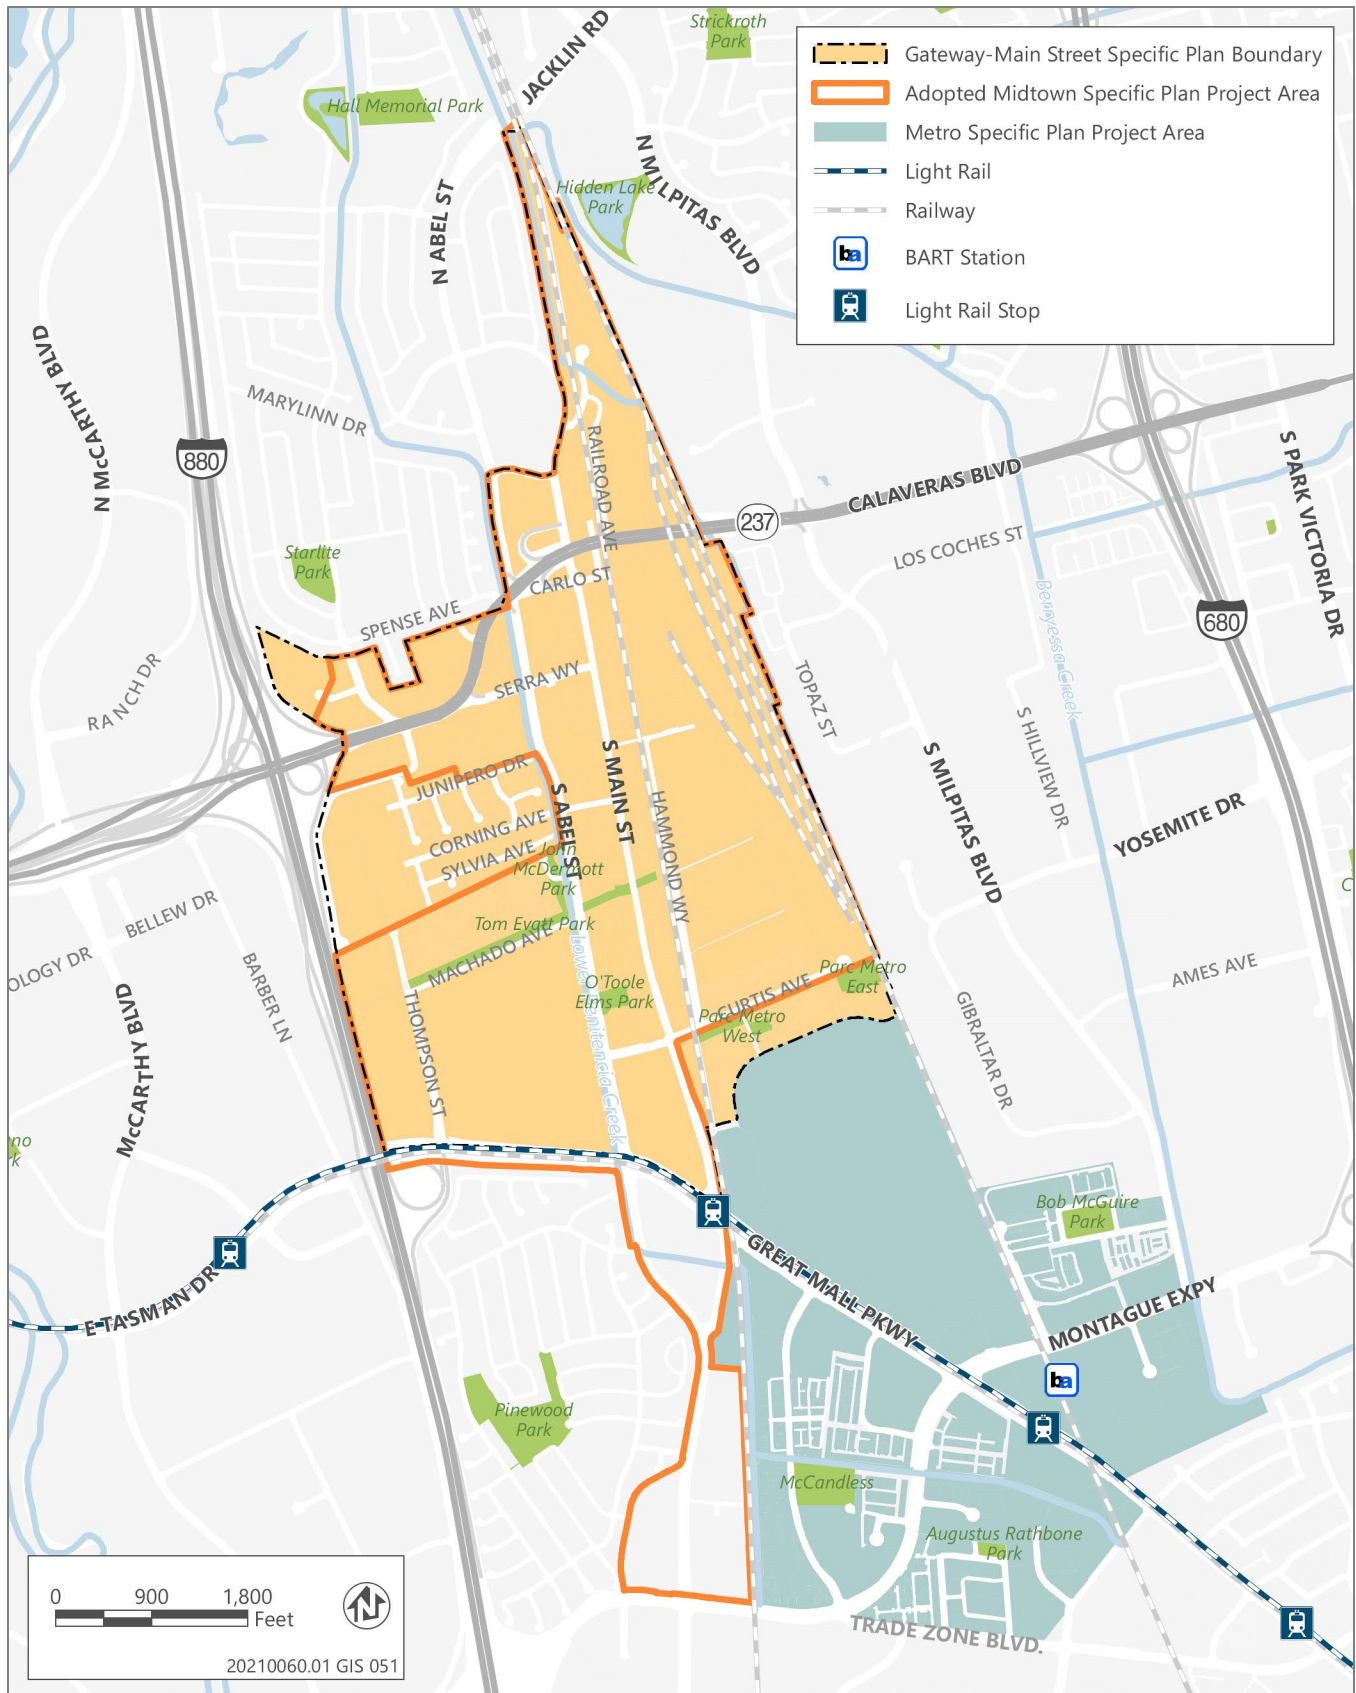 Strickroth
Park
JACKLIN RD
Gateway-Main Street Specific Plan Boundary
Adopted Midtown Specific Plan Project Area
Metro Specific Plan Project Area
Light Rail
Railway
ba
BART Station
Light Rail Stop
Hall Memorial Park
N MILPITAS BLVD
Hidden Lake
Park
N ABEL ST
N McCARTHY BLVD
MARYLINN DR
880
RAILROAD AVE
237
CALAVERAS BLVD
S PARK VICTORIA DR
LOS COCHES ST
Starlite
Park
CARLO ST
SPENSE AVE
Berryessa Creek
680
RANCH DR
SERRA WY
TOPAZ ST
S HILLVIEW DR
S MAIN ST
S MILPITAS BLVD
JUNIPERO DR
S ABEL ST
HAMMOND WY
YOSEMITE DR
CORNING AVE
SYLVIA AVE
John
McDermott
Park
C
BELLEW DR
Tom Evatt Park
MACHADO AVE
OLOGY DR
BARBER LN
Lower Penitencia Creek
Parc Metro
East
AMES AVE
O'Toole
Elms Park
CURTIS AVE
Parc Metro
West
McCARTHY BLVD
THOMPSON ST
GIBRALTAR DR
no
k
Bob McGuire
Park
GREAT MALL PKWY
E TASMAN DR
MONTAGUE EXPY
ba
Pinewood
Park
McCandless
Augustus Rathbone
Park
TRADE ZONE BLVD.
0 900 1,800
Feet
20210060.01 GIS 051